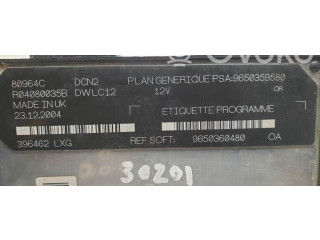 80964C DCN2 PLAN GENERIQUE PSA:9650359580
R04080035B DWLC12 12V OR
MADE IN UK
23.12.2004 ETIQUETTE PROGRAMME
396462 LXG REF SOFT: 9650360480 OA
30201